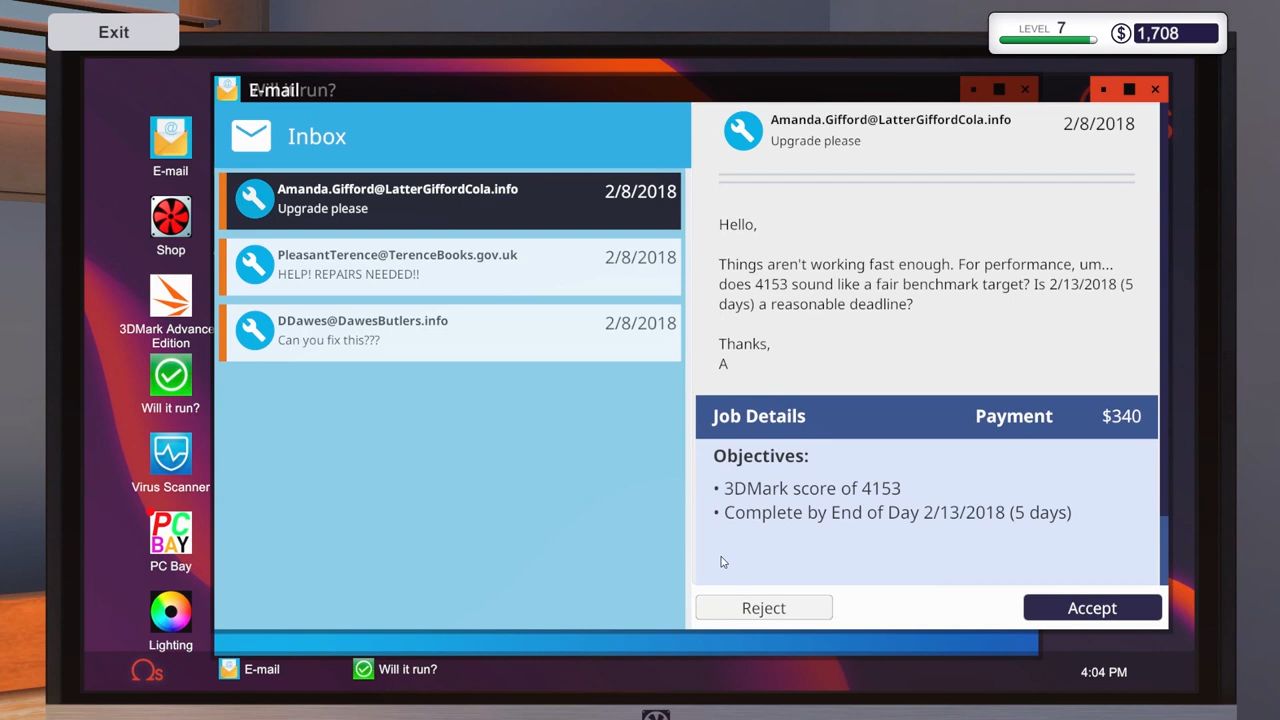 Exit
LEVEL 7
$ 1,708
E-mail
run?
Inbox
Amanda.Gifford@LatterGiffordCola.info
2/8/2018
Upgrade please
PleasantTerence@TerenceBooks.gov.uk
2/8/2018
HELP! REPAIRS NEEDED!!
DDawes@DawesButlers.info
2/8/2018
Can you fix this???
Amanda.Gifford@LatterGiffordCola.info
2/8/2018
Upgrade please
Hello,
Things aren't working fast enough. For performance, um...
does 4153 sound like a fair benchmark target? Is 2/13/2018 (5
days) a reasonable deadline?
Thanks,
A
Job Details
Payment
$340
Objectives:
• 3DMark score of 4153
• Complete by End of Day 2/13/2018 (5 days)
Reject
Accept
E-mail
Shop
3DMark Advance
Edition
Will it run?
Virus Scanner
PC
BAY
PC Bay
Lighting
Ωs
E-mail
Will it run?
4:04 PM